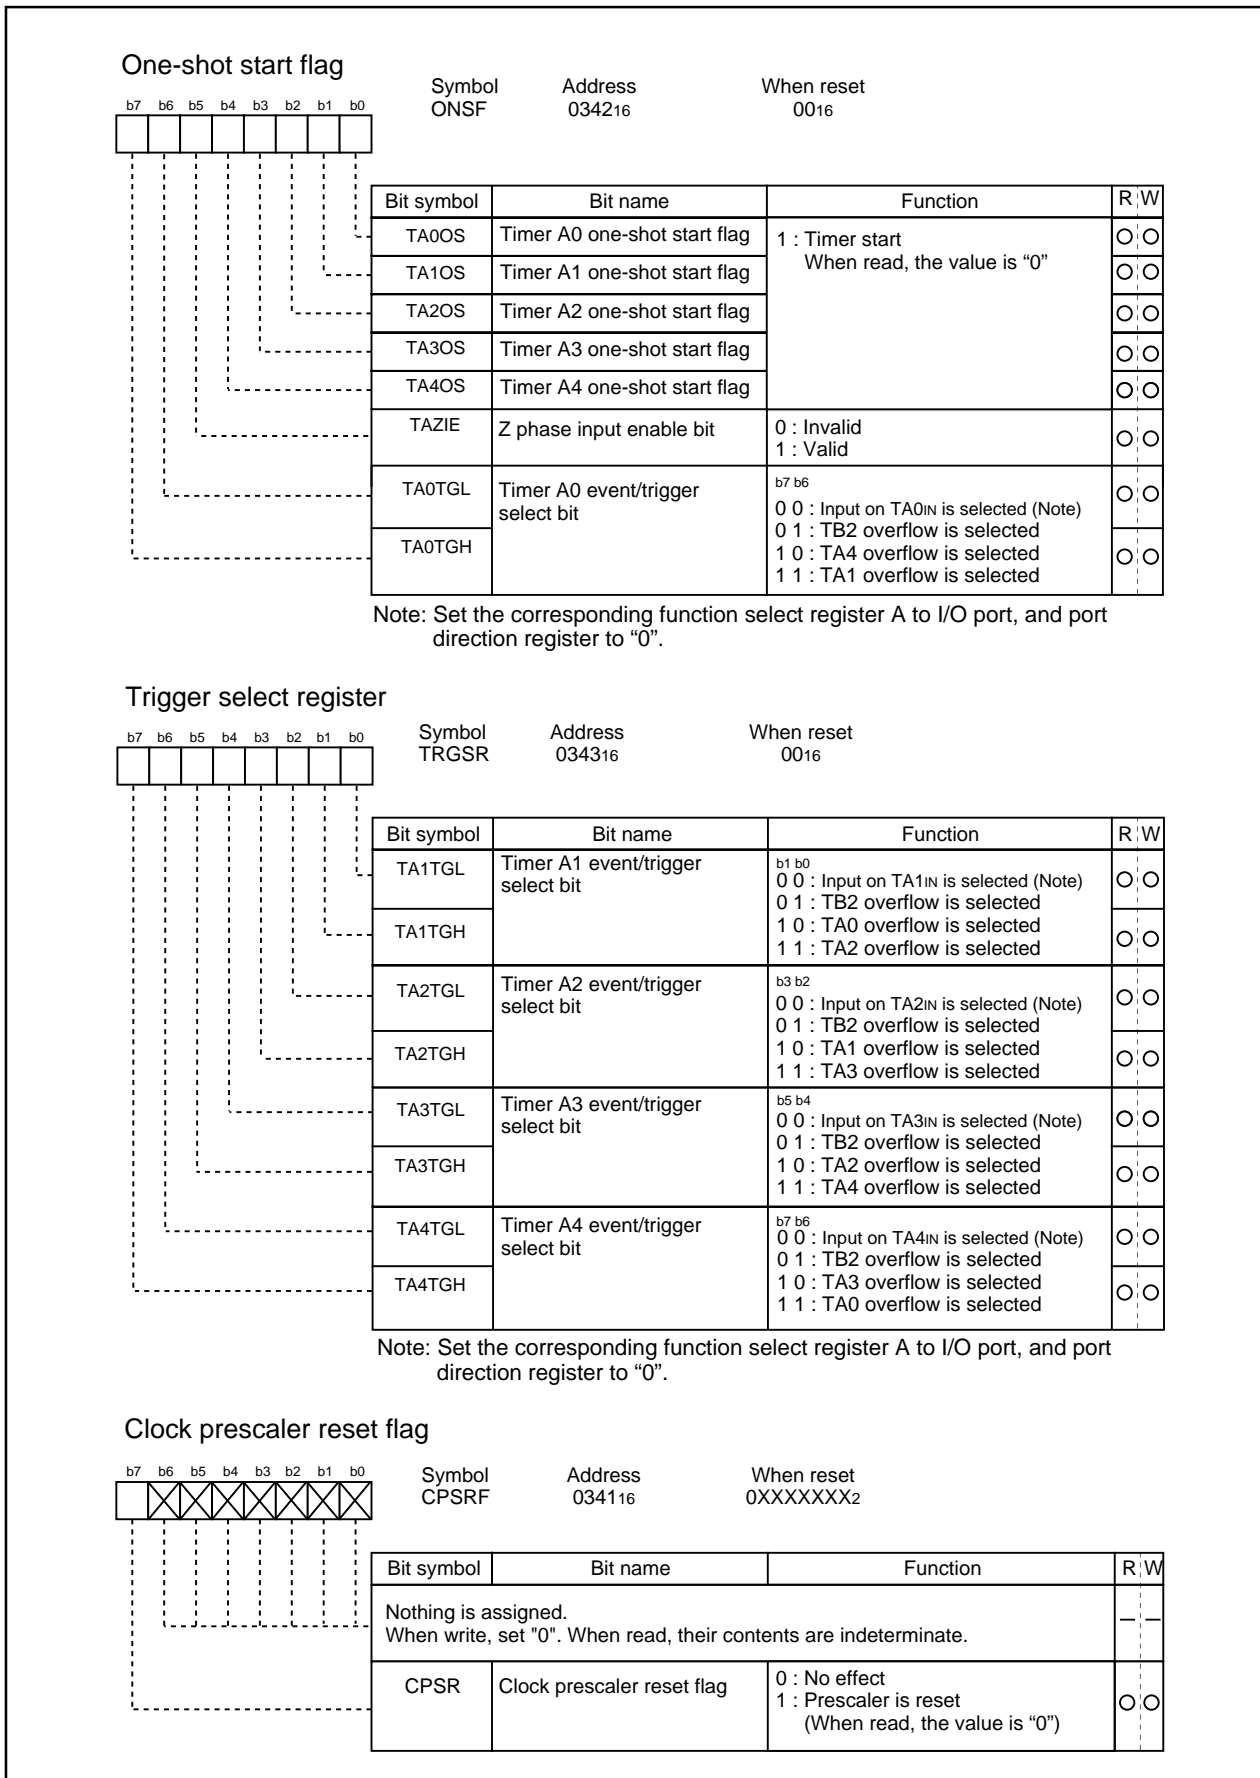 One-shot start flag
Symbol Address When reset
ONSF 034216 0016
b7 b6 b5 b4 b3 b2 b1 b0
Bit symbol Bit name Function R W
TA0OS Timer A0 one-shot start flag 1 : Timer start
When read, the value is “0”
TA1OS Timer A1 one-shot start flag
TA2OS Timer A2 one-shot start flag
TA3OS Timer A3 one-shot start flag
TA4OS Timer A4 one-shot start flag
TAZIE Z phase input enable bit 0 : Invalid
1 : Valid
TA0TGL Timer A0 event/trigger
select bit
TA0TGH
b7 b6
0 0 : Input on TA0IN is selected (Note)
0 1 : TB2 overflow is selected
1 0 : TA4 overflow is selected
1 1 : TA1 overflow is selected
Note: Set the corresponding function select register A to I/O port, and port
direction register to “0”.
Trigger select register
Symbol Address When reset
TRGSR 034316 0016
b7 b6 b5 b4 b3 b2 b1 b0
Bit symbol Bit name Function R W
TA1TGL Timer A1 event/trigger
select bit
TA1TGH
b1 b0
0 0 : Input on TA1IN is selected (Note)
0 1 : TB2 overflow is selected
1 0 : TA0 overflow is selected
1 1 : TA2 overflow is selected
TA2TGL Timer A2 event/trigger
select bit
TA2TGH
b3 b2
0 0 : Input on TA2IN is selected (Note)
0 1 : TB2 overflow is selected
1 0 : TA1 overflow is selected
1 1 : TA3 overflow is selected
TA3TGL Timer A3 event/trigger
select bit
TA3TGH
b5 b4
0 0 : Input on TA3IN is selected (Note)
0 1 : TB2 overflow is selected
1 0 : TA2 overflow is selected
1 1 : TA4 overflow is selected
TA4TGL Timer A4 event/trigger
select bit
TA4TGH
b7 b6
0 0 : Input on TA4IN is selected (Note)
0 1 : TB2 overflow is selected
1 0 : TA3 overflow is selected
1 1 : TA0 overflow is selected
Note: Set the corresponding function select register A to I/O port, and port
direction register to “0”.
Clock prescaler reset flag
Symbol Address When reset
CPSRF 034116 0XXXXXXX2
b7 b6 b5 b4 b3 b2 b1 b0
Bit symbol Bit name Function R W
Nothing is assigned.
When write, set "0". When read, their contents are indeterminate.
CPSR Clock prescaler reset flag 0 : No effect
1 : Prescaler is reset
(When read, the value is “0”)